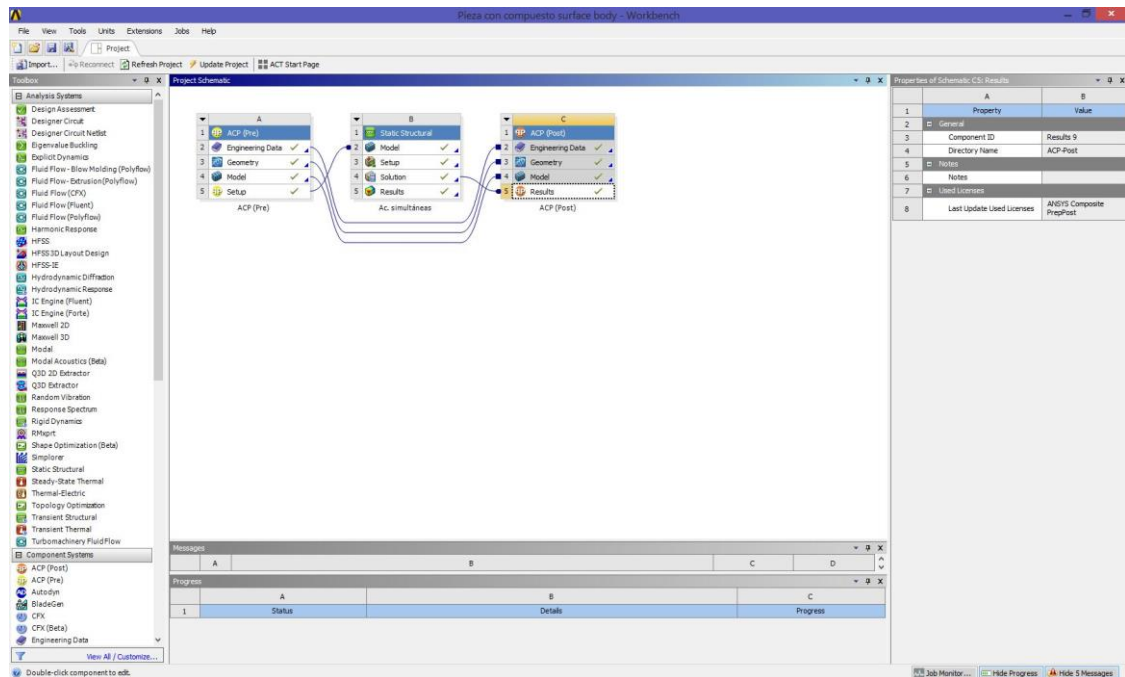 Pieza con compuesto surface body - Workbench
File View Tools Units Extensions Jobs Help
Project
Import... Reconnect Refresh Project Update Project ACT Start Page
Toolbox
Analysis Systems
Design Assessment
Designer Circuit
Designer Circuit Netlist
Eigenvalue Buckling
Explicit Dynamics
Fluid Flow - Blow Molding (Polyflow)
Fluid Flow - Extrusion (Polyflow)
Fluid Flow (CFX)
Fluid Flow (Fluent)
Fluid Flow (Polyflow)
Harmonic Response
HFSS
HFSS 3D Layout Design
HFSS-IE
Hydrodynamic Diffraction
Hydrodynamic Response
IC Engine (Fluent)
IC Engine (Forte)
Maxwell 2D
Maxwell 3D
Modal
Modal Acoustics (Beta)
Q3D 2D Extractor
Q3D Extractor
Random Vibration
Response Spectrum
Rigid Dynamics
RMxprt
Shape Optimization (Beta)
Simplorer
Static Structural
Steady-State Thermal
Thermal-Electric
Topology Optimization
Transient Structural
Transient Thermal
Turbomachinery Fluid Flow
Component Systems
ACP (Post)
ACP (Pre)
Autodyn
BladeGen
CFX
CFX (Beta)
Engineering Data
View All / Customize...
Project Schematic
A
1 ACP (Pre)
2 Engineering Data
3 Geometry
4 Model
5 Setup
ACP (Pre)
B
1 Static Structural
2 Model
3 Setup
4 Solution
5 Results
Ac. simultáneas
C
1 ACP (Post)
2 Engineering Data
3 Geometry
4 Model
5 Results
ACP (Post)
Messages
A B C D
Progress
A B C
1 Status Details Progress
Properties of Schematic C5: Results
A B
1 Property Value
2 General
3 Component ID Results 9
4 Directory Name ACP-Post
5 Notes
6 Notes
7 Used Licenses
8 Last Update Used Licenses ANSYS Composite PrepPost
Double-click component to edit.
Job Monitor... Hide Progress Hide 5 Messages